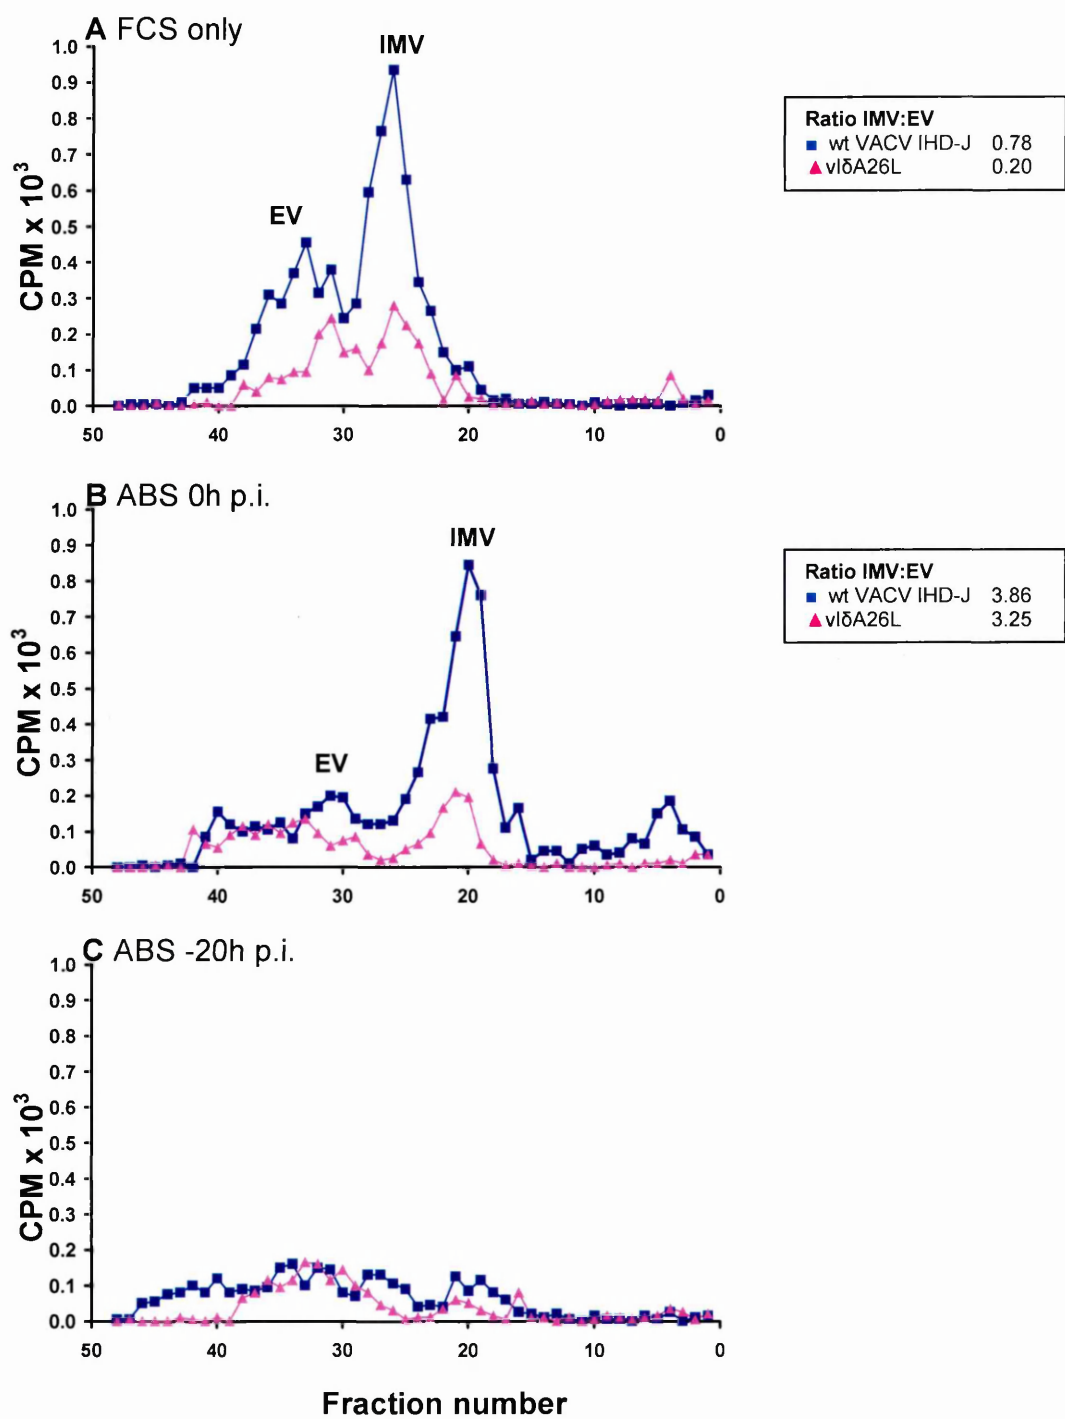 A FCS only
IMV
EV
1.0
0.9
0.8
0.7
0.6
0.5
0.4
0.3
0.2
0.1
0.0
CPM x 10³
50 40 30 20 10 0
Ratio IMV:EV
wt VACV IHD-J 0.78
vIδA26L 0.20
B ABS 0h p.i.
IMV
EV
1.0
0.9
0.8
0.7
0.6
0.5
0.4
0.3
0.2
0.1
0.0
CPM x 10³
50 40 30 20 10 0
Ratio IMV:EV
wt VACV IHD-J 3.86
vIδA26L 3.25
C ABS -20h p.i.
1.0
0.9
0.8
0.7
0.6
0.5
0.4
0.3
0.2
0.1
0.0
CPM x 10³
50 40 30 20 10 0
Fraction number